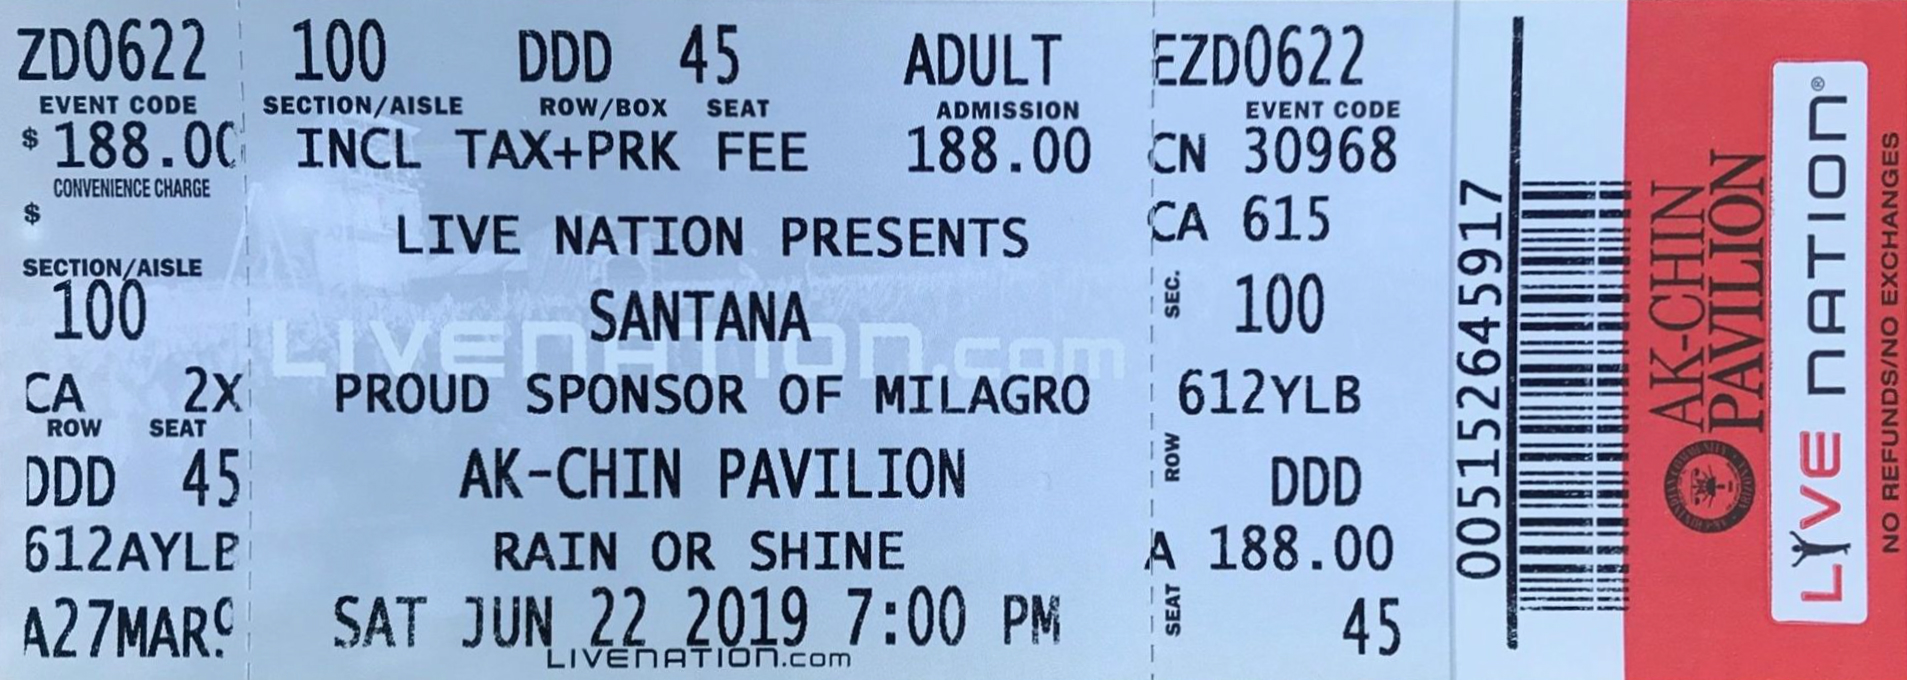 ZD0622
EVENT CODE
$ 188.00
CONVENIENCE CHARGE
$
SECTION/AISLE
100
CA 2X
ROW SEAT
DDD 45
612AYLB
A27MAR9
100 DDD 45 ADULT
SECTION/AISLE ROW/BOX SEAT ADMISSION
INCL TAX+PRK FEE 188.00
LIVE NATION PRESENTS
SANTANA
LIVENATION.com
PROUD SPONSOR OF MILAGRO
AK-CHIN PAVILION
RAIN OR SHINE
SAT JUN 22 2019 7:00 PM
LIVENATION.com
EZD0622
EVENT CODE
CN 30968
CA 615
SEC. 100
612YLB
ROW DDD
A 188.00
SEAT 45
005152645917
AK-CHIN
PAVILION
LIVE NATION®
NO REFUNDS/NO EXCHANGES